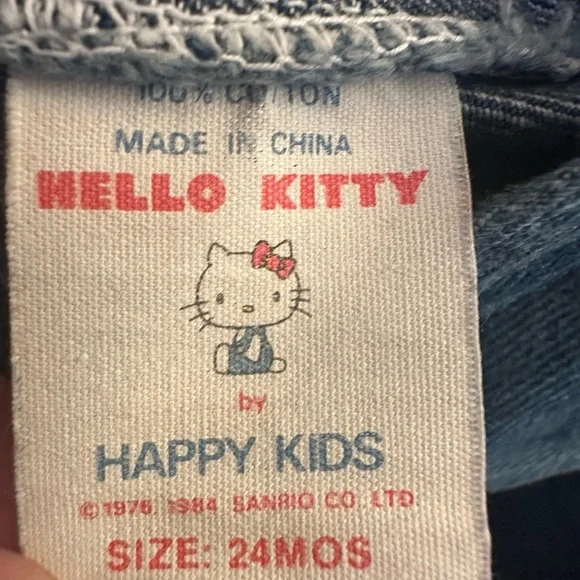 100% COTTON
MADE IN CHINA
HELLO KITTY
by
HAPPY KIDS
© 1976, 1984 SANRIO CO. LTD
SIZE: 24MOS